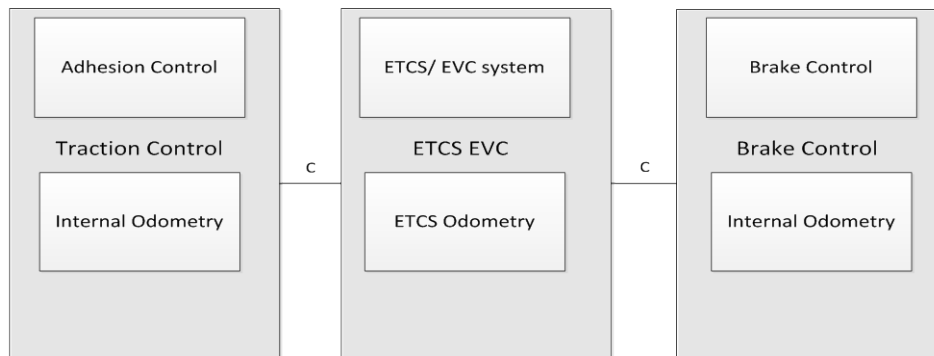 Adhesion Control
Traction Control
Internal Odometry
C
ETCS/ EVC system
ETCS EVC
ETCS Odometry
C
Brake Control
Brake Control
Internal Odometry